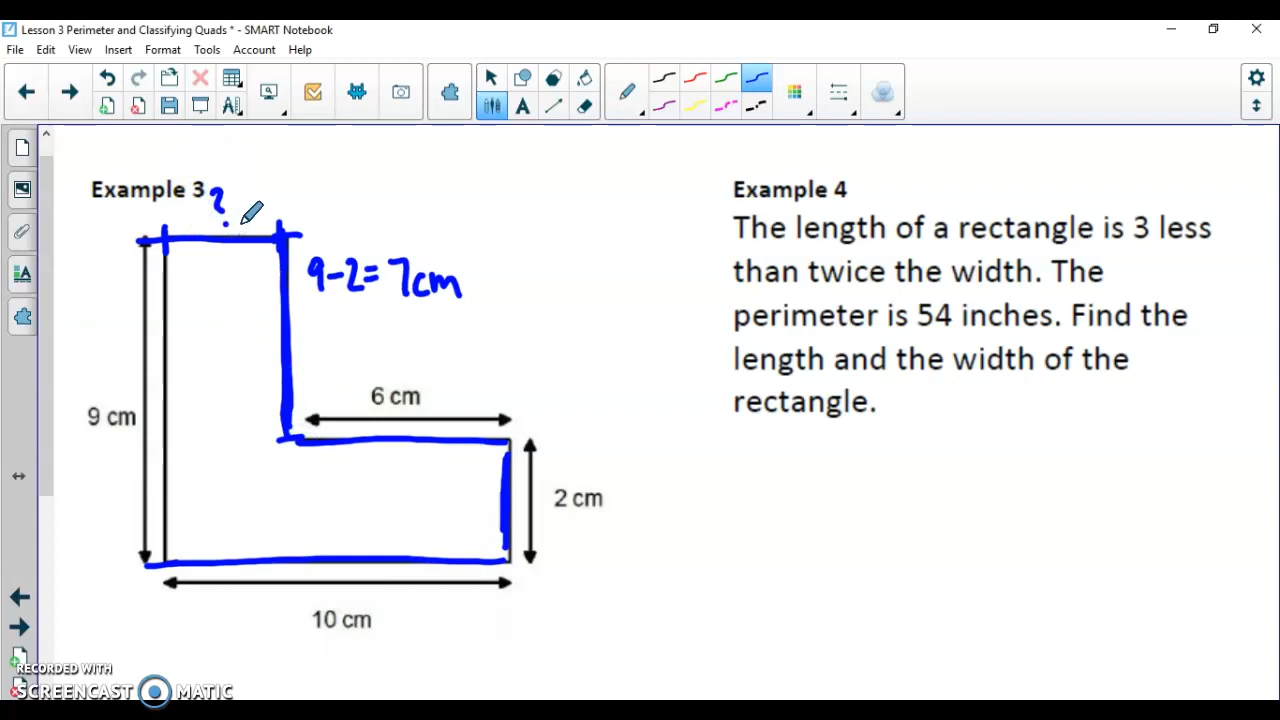 Lesson 3 Perimeter and Classifying Quads * - SMART Notebook
File Edit View Insert Format Tools Account Help
Example 3
?
9-2=7cm
6 cm
9 cm
2 cm
10 cm
Example 4
The length of a rectangle is 3 less
than twice the width. The
perimeter is 54 inches. Find the
length and the width of the
rectangle.
RECORDED WITH
SCREENCAST MATIC